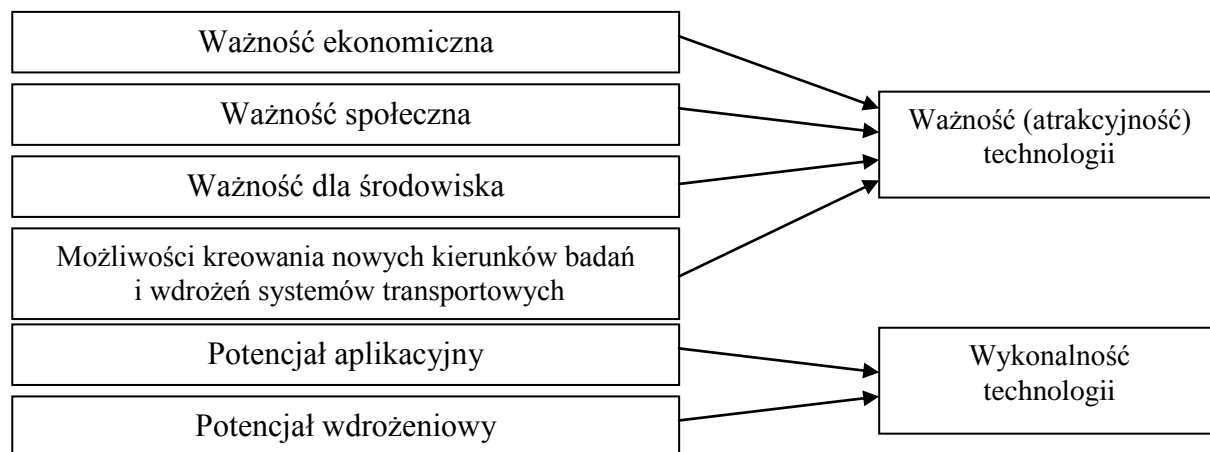 Ważność ekonomiczna
Ważność społeczna
Ważność dla środowiska
Możliwości kreowania nowych kierunków badań
i wdrożeń systemów transportowych
Potencjał aplikacyjny
Potencjał wdrożeniowy
Ważność (atrakcyjność)
technologii
Wykonalność
technologii